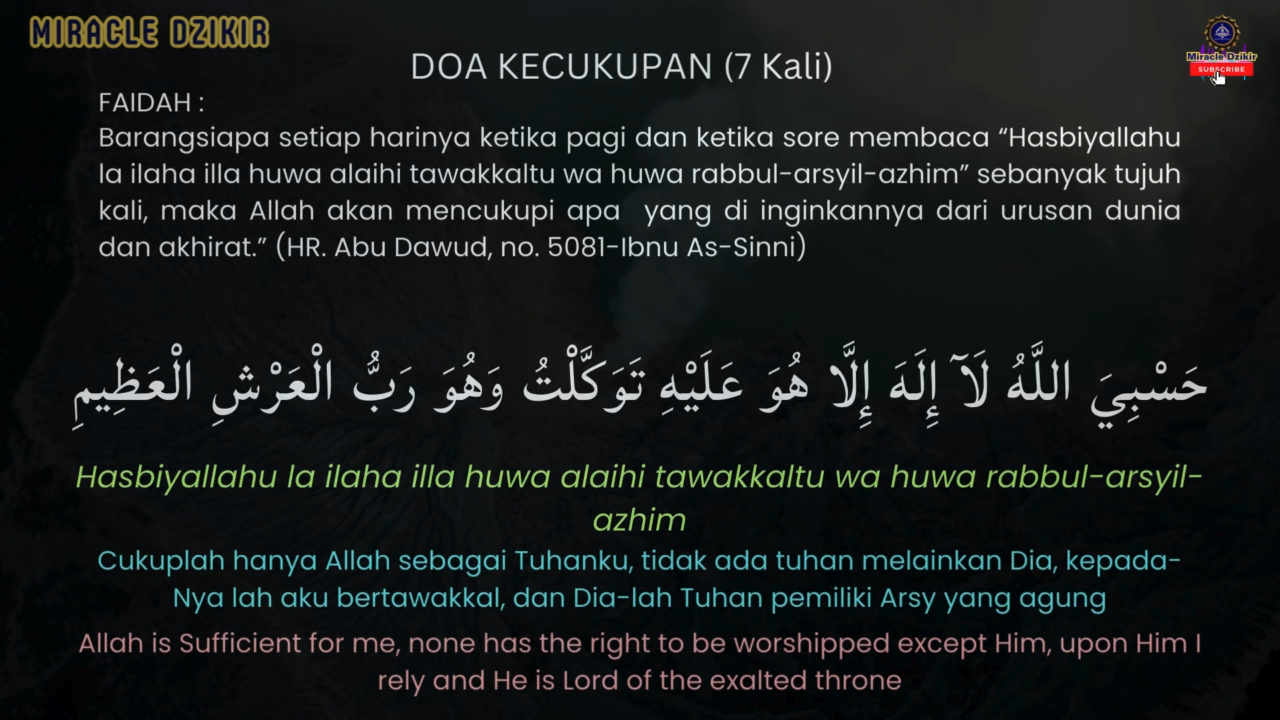 MIRACLE DZIKIR
Miracle Dzikir
SUBSCRIBE
DOA KECUKUPAN (7 Kali)
FAIDAH :
Barangsiapa setiap harinya ketika pagi dan ketika sore membaca “Hasbiyallahu
la ilaha illa huwa alaihi tawakkaltu wa huwa rabbul-arsyil-azhim” sebanyak tujuh
kali, maka Allah akan mencukupi apa yang di inginkannya dari urusan dunia
dan akhirat.” (HR. Abu Dawud, no. 5081-Ibnu As-Sinni)
حَسْبِيَ اللَّهُ لَآ إِلَهَ إِلَّا هُوَ عَلَيْهِ تَوَكَّلْتُ وَهُوَ رَبُّ الْعَرْشِ الْعَظِيمِ
Hasbiyallahu la ilaha illa huwa alaihi tawakkaltu wa huwa rabbul-arsyil-
azhim
Cukuplah hanya Allah sebagai Tuhanku, tidak ada tuhan melainkan Dia, kepada-
Nya lah aku bertawakkal, dan Dia-lah Tuhan pemiliki Arsy yang agung
Allah is Sufficient for me, none has the right to be worshipped except Him, upon Him I
rely and He is Lord of the exalted throne